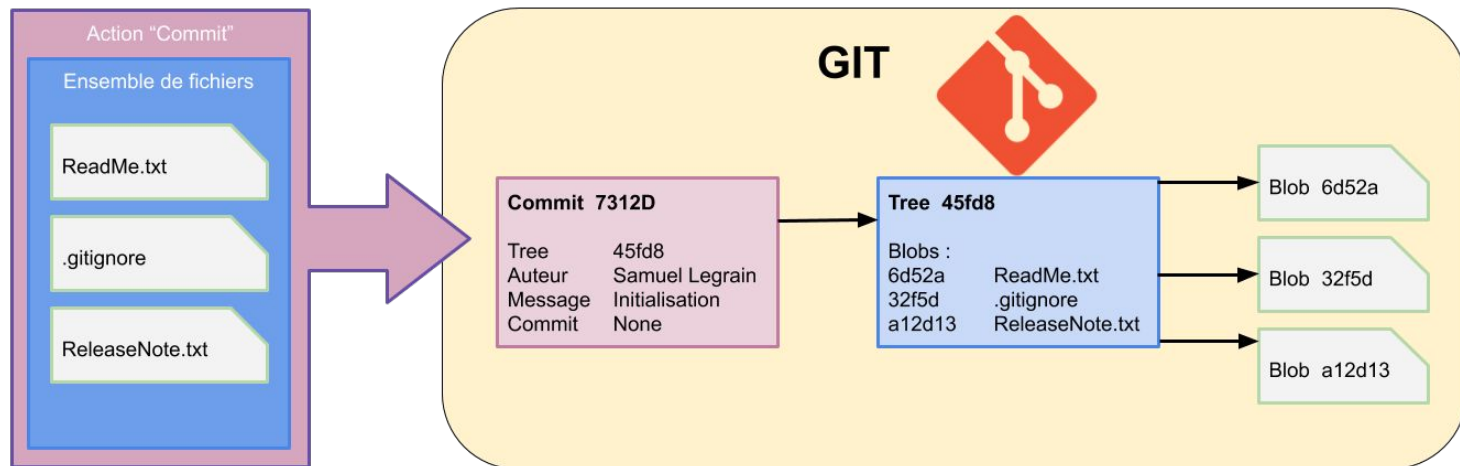 Action “Commit”
Ensemble de fichiers
ReadMe.txt
.gitignore
ReleaseNote.txt
GIT
Commit 7312D
Tree 45fd8
Auteur Samuel Legrain
Message Initialisation
Commit None
Tree 45fd8
Blobs :
6d52a ReadMe.txt
32f5d .gitignore
a12d13 ReleaseNote.txt
Blob 6d52a
Blob 32f5d
Blob a12d13